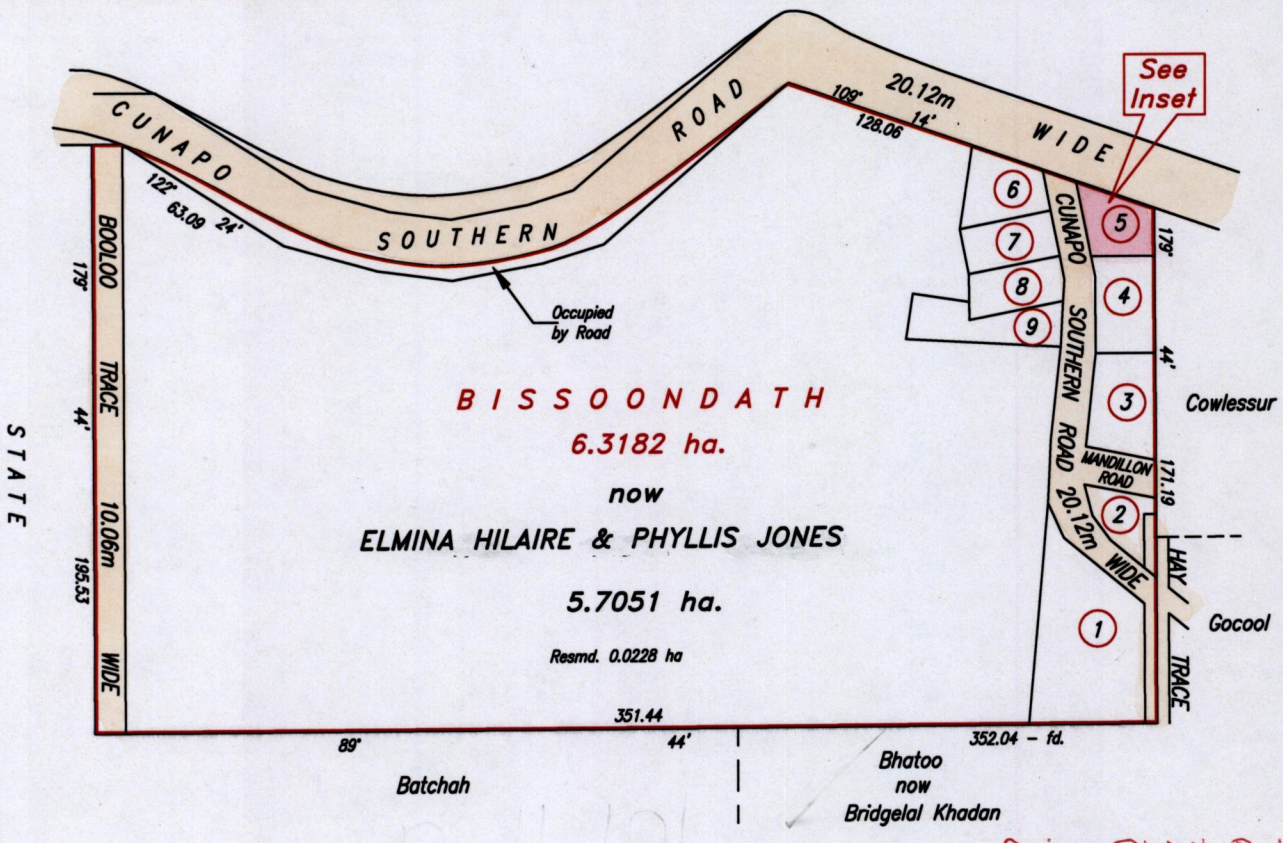 See
Inset
CUNAPO
SOUTHERN
ROAD
20.12m
WIDE
109° 14'
128.06
122° 24'
63.09
Occupied
by Road
BOOLOO TRACE 10.06m WIDE
179° 44'
195.53
STATE
BISSOONDATH
6.3182 ha.
now
ELMINA HILAIRE & PHYLLIS JONES
5.7051 ha.
Resmd. 0.0228 ha
6
7
8
9
5
4
3
2
1
CUNAPO SOUTHERN ROAD 20.12m WIDE
MANDILLON
ROAD
179° 44'
171.19
Cowlessur
HAY TRACE
Gocool
351.44
89° 44'
352.04 - fd.
Batchah
Bhatoo
now
Bridgelal Khadan